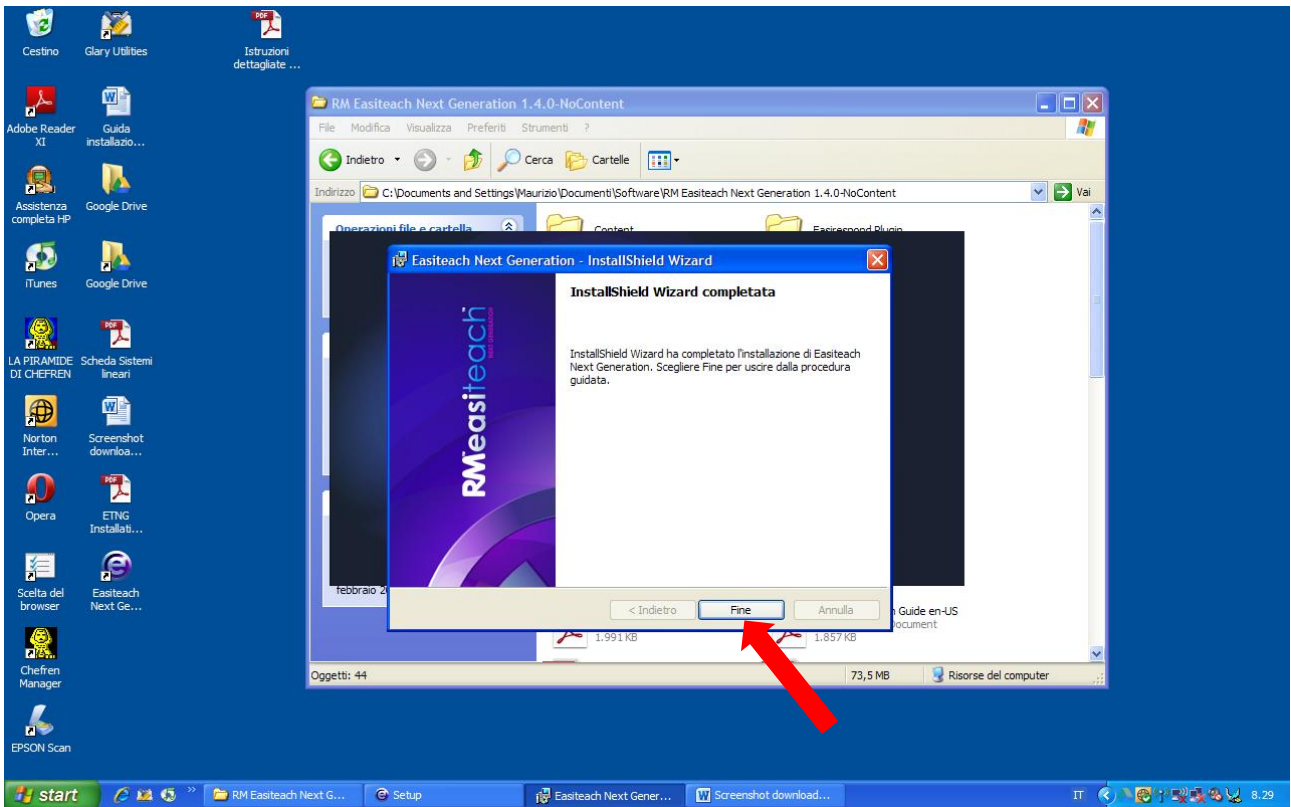 Cestino
Glary Utilities
Istruzioni
dettagliate ...
Adobe Reader
XI
Guida
installazio...
Assistenza
completa HP
Google Drive
iTunes
Google Drive
LA PIRAMIDE
DI CHEFREN
Scheda Sistemi
lineari
Norton
Inter...
Screenshot
downloa...
Opera
ETNG
Installati...
Scelta del
browser
Easiteach
Next Ge...
Chefren
Manager
EPSON Scan
RM Easiteach Next Generation 1.4.0-NoContent
File Modifica Visualizza Preferiti Strumenti ?
Indietro Cerca Cartelle
Indirizzo C:\Documents and Settings\Maurizio\Documenti\Software\RM Easiteach Next Generation 1.4.0-NoContent Vai
Operazioni file e cartella
Content
Easirespond Plugin
Easiteach Next Generation - InstallShield Wizard
RM easiteach
NEXT GENERATION
InstallShield Wizard completata
InstallShield Wizard ha completato l'installazione di Easiteach
Next Generation. Scegliere Fine per uscire dalla procedura
guidata.
< Indietro Fine Annulla
febbraio 2
Guide en-US
1.991 KB
1.857 KB
Oggetti: 44 73,5 MB Risorse del computer
start
RM Easiteach Next G...
Setup
Easiteach Next Gener...
Screenshot download...
IT
8.29